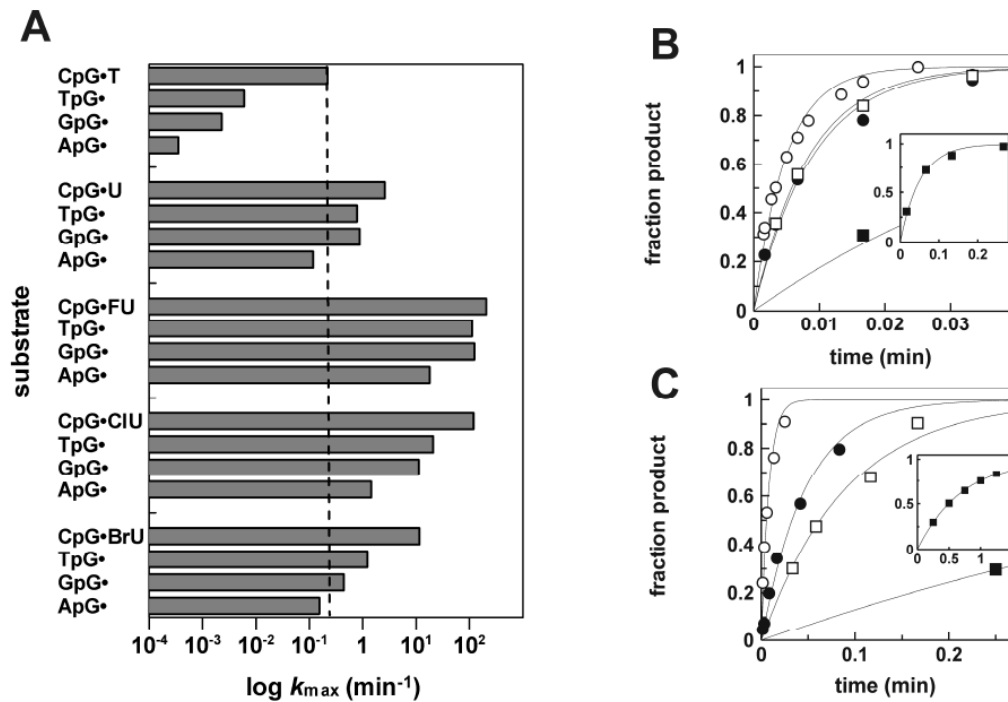 A
CpG•T
TpG•
GpG•
ApG•
CpG•U
TpG•
GpG•
ApG•
CpG•FU
TpG•
GpG•
ApG•
CpG•ClU
TpG•
GpG•
ApG•
CpG•BrU
TpG•
GpG•
ApG•
substrate
10-4 10-3 10-2 10-1 1 10 102
log kmax (min-1)
B
1
0.8
0.6
0.4
0.2
0
fraction product
0 0.01 0.02 0.03
time (min)
1
0.5
0
0 0.1 0.2
C
1
0.8
0.6
0.4
0.2
0
fraction product
0 0.1 0.2
time (min)
1
0.5
0
0 0.5 1